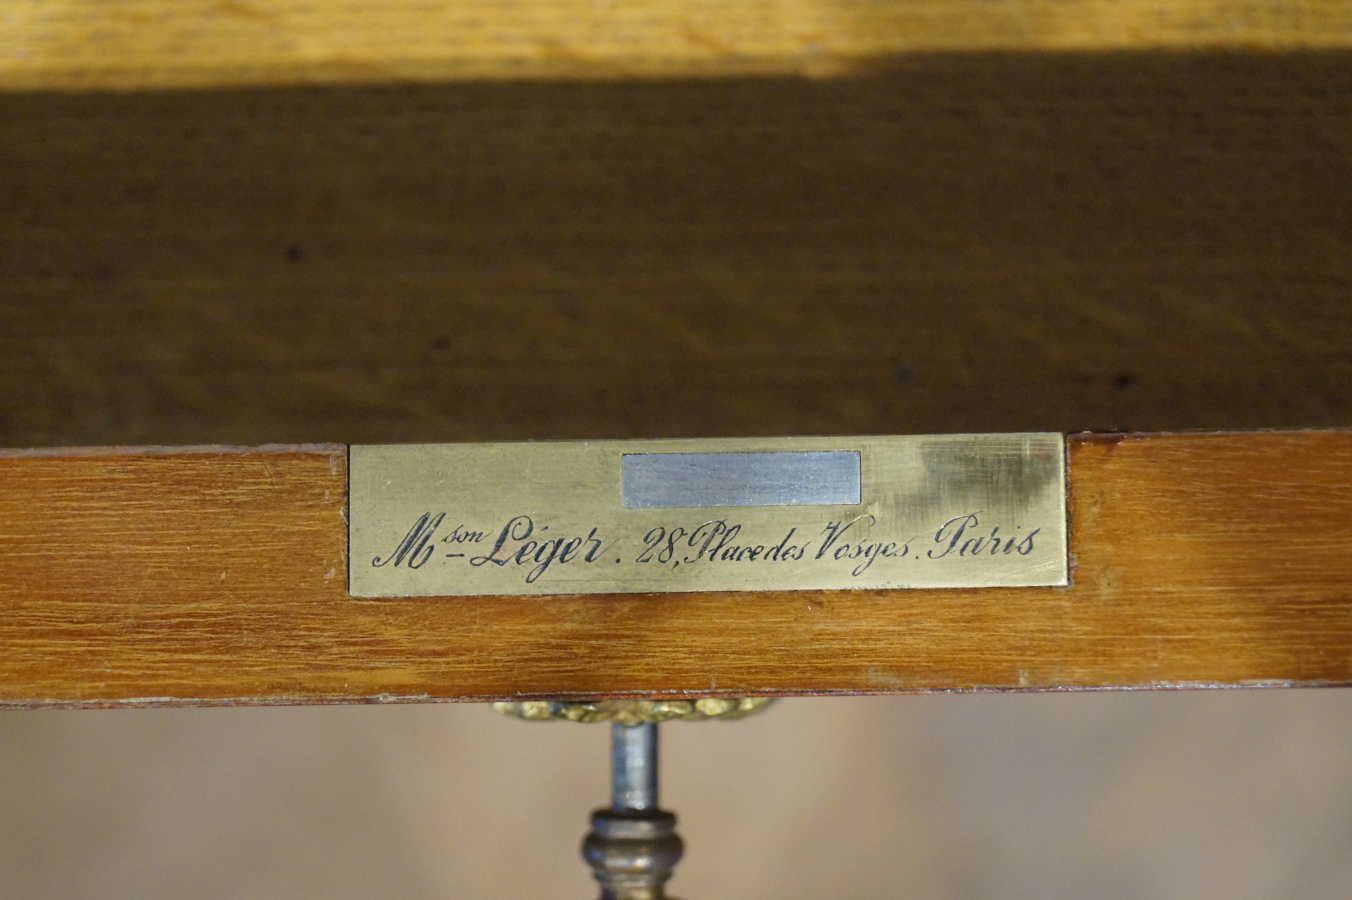 Mson Léger. 28, Place des Vosges. Paris